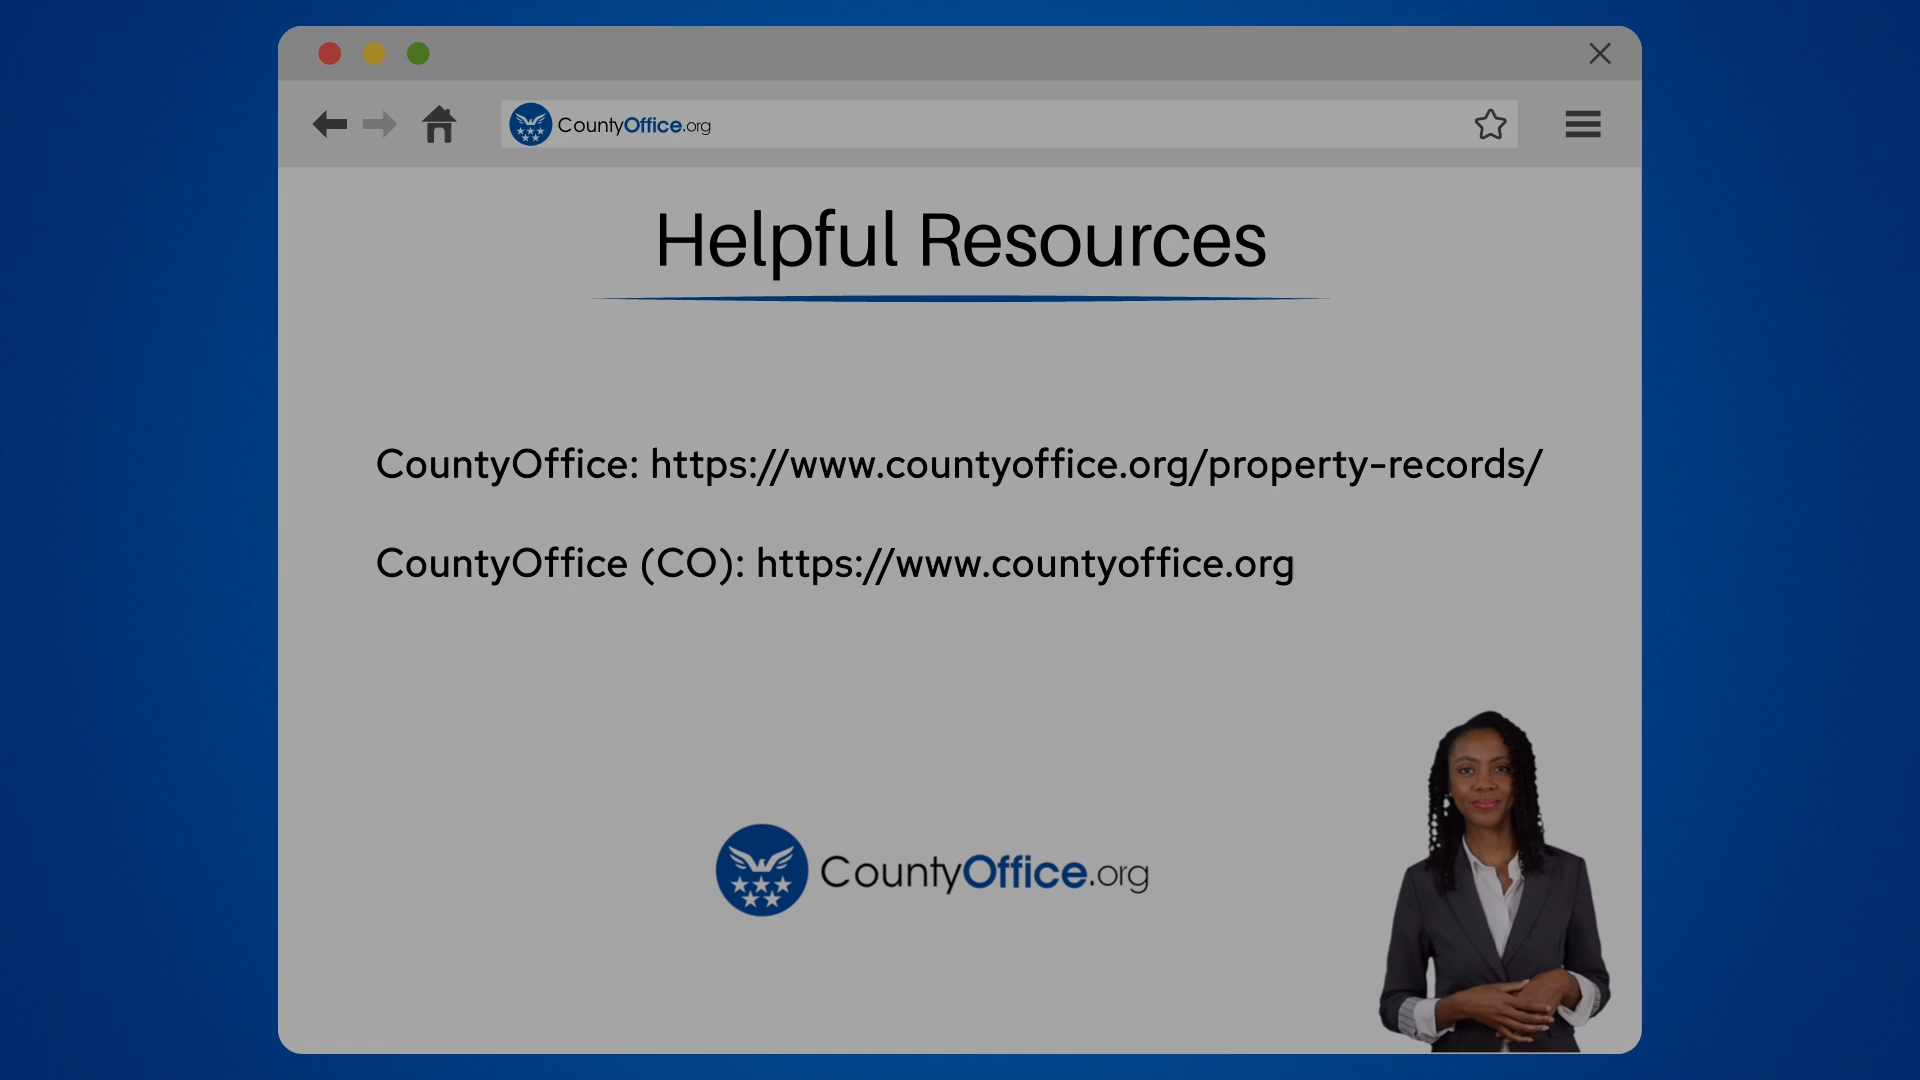 CountyOffice.org
Helpful Resources
CountyOffice: https://www.countyoffice.org/property-records/
CountyOffice (CO): https://www.countyoffice.org
CountyOffice.org